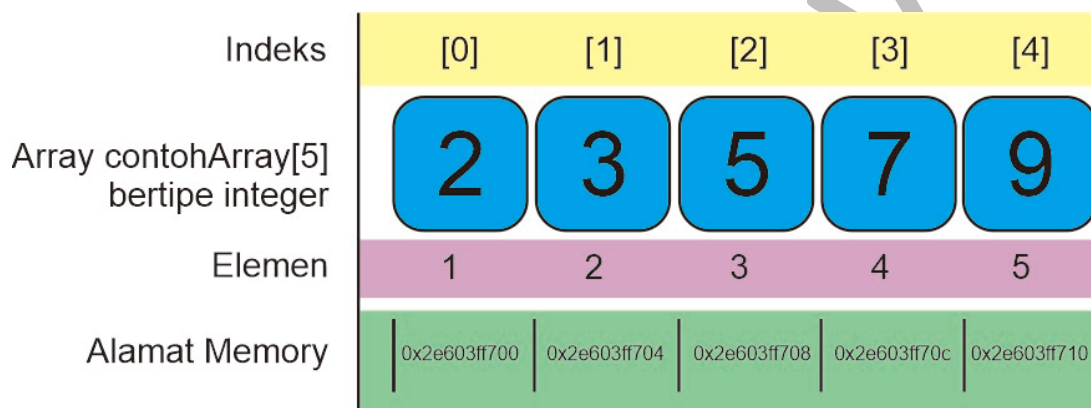 Indeks [0] [1] [2] [3] [4]
Array contohArray[5]
bertipe integer
2 3 5 7 9
Elemen 1 2 3 4 5
Alamat Memory 0x2e603ff700 0x2e603ff704 0x2e603ff708 0x2e603ff70c 0x2e603ff710